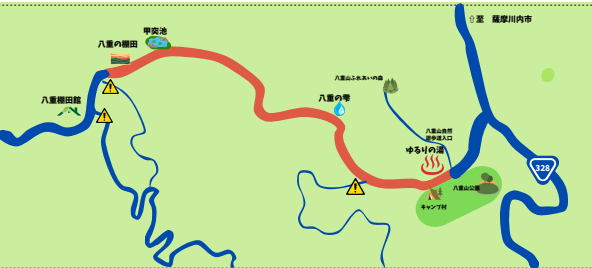 ⇧至 薩摩川内市
甲突池
八重の棚田
八重山ふれあいの森
八重棚田館
八重の雫
八重山自然
遊歩道入口
ゆるりの湯
328
八重山公園
キャンプ村